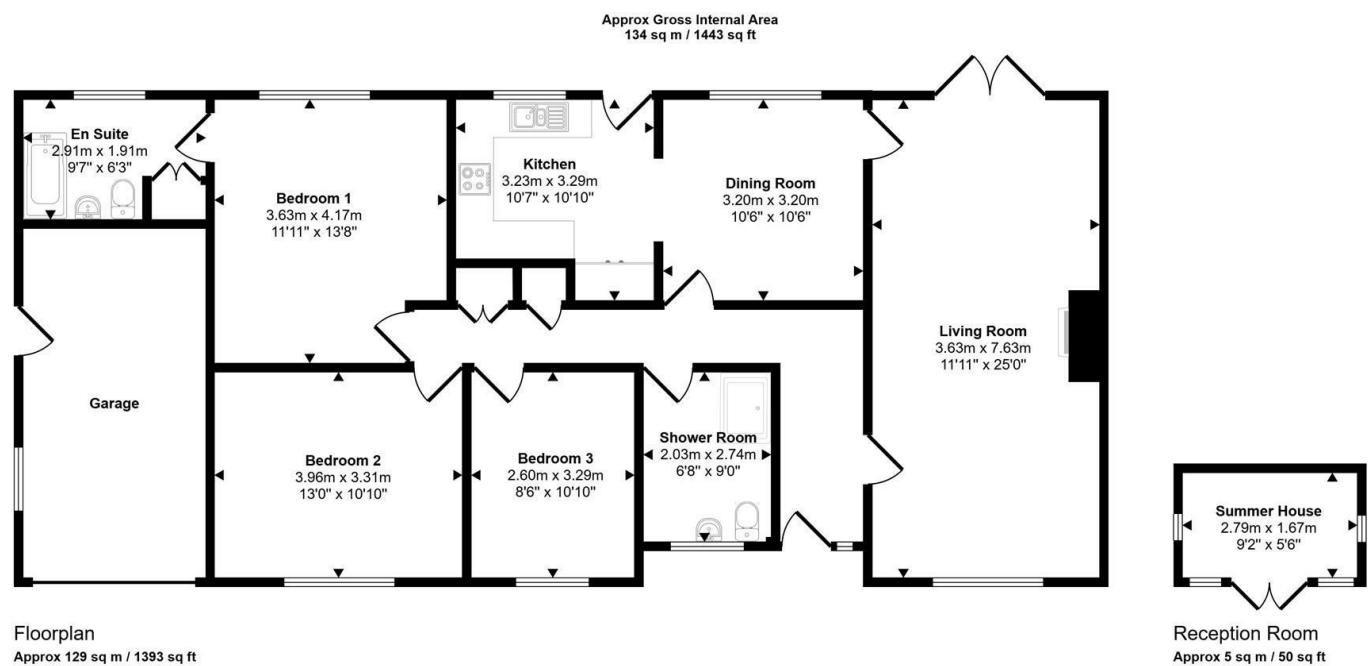 Approx Gross Internal Area
134 sq m / 1443 sq ft
En Suite
2.91m x 1.91m
9'7" x 6'3"
Bedroom 1
3.63m x 4.17m
11'11" x 13'8"
Kitchen
3.23m x 3.29m
10'7" x 10'10"
Dining Room
3.20m x 3.20m
10'6" x 10'6"
Living Room
3.63m x 7.63m
11'11" x 25'0"
Garage
Bedroom 2
3.96m x 3.31m
13'0" x 10'10"
Bedroom 3
2.60m x 3.29m
8'6" x 10'10"
Shower Room
2.03m x 2.74m
6'8" x 9'0"
Summer House
2.79m x 1.67m
9'2" x 5'6"
Floorplan
Approx 129 sq m / 1393 sq ft
Reception Room
Approx 5 sq m / 50 sq ft